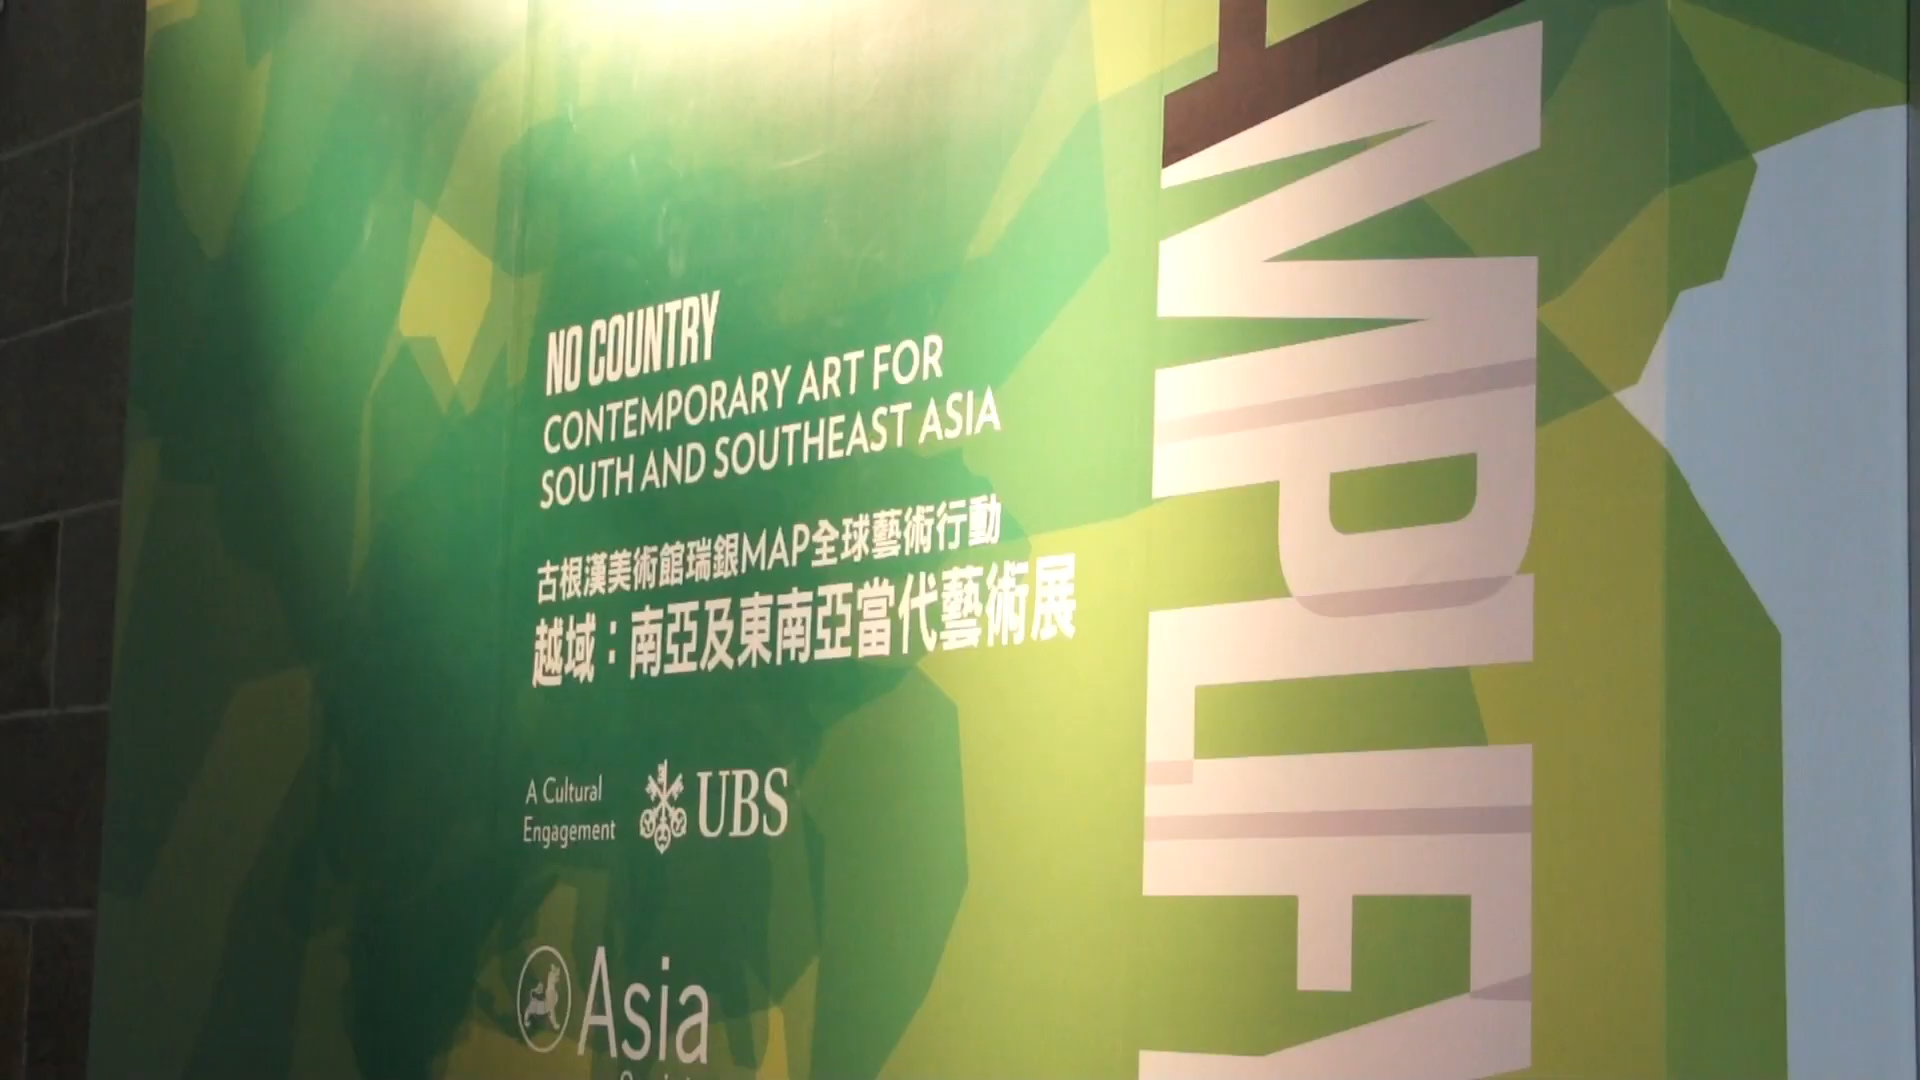 NO COUNTRY
CONTEMPORARY ART FOR
SOUTH AND SOUTHEAST ASIA
古根漢美術館瑞銀MAP全球藝術行動
越域：南亞及東南亞當代藝術展
A Cultural
Engagement
UBS
Asia
AMPLIFY